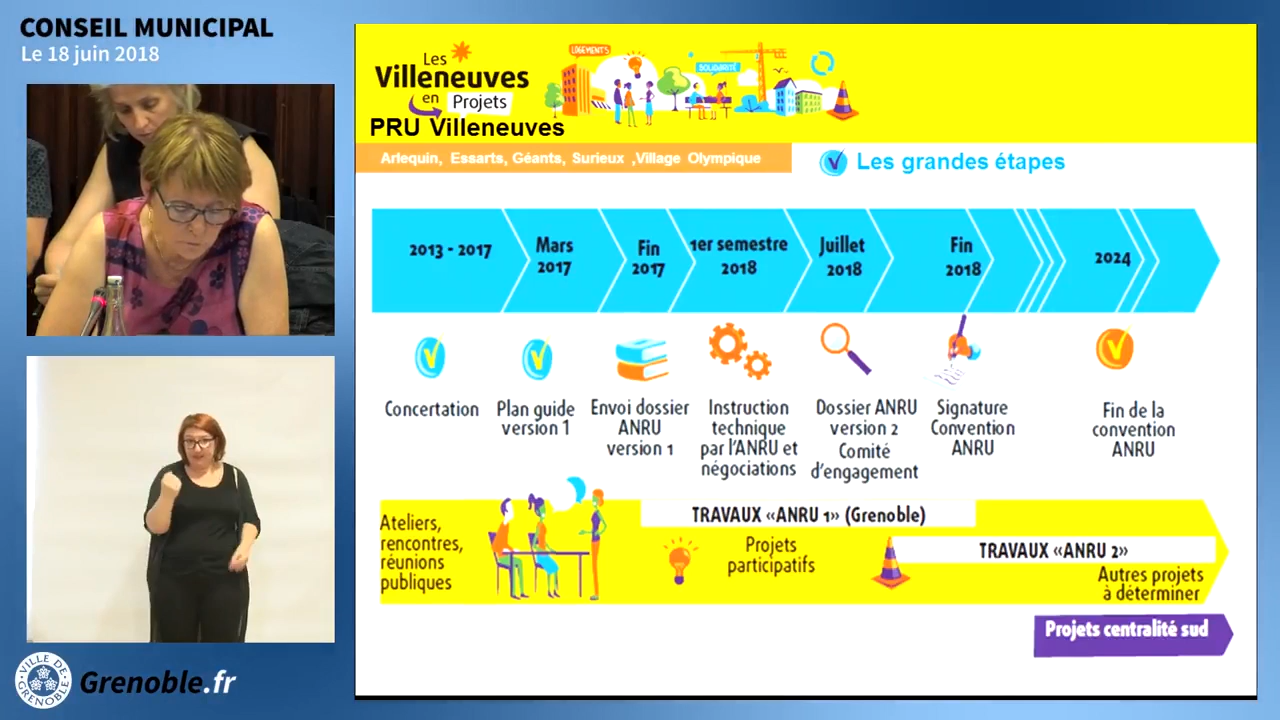 CONSEIL MUNICIPAL
Le 18 juin 2018
Les
Villeneuves
en Projets
PRU Villeneuves
LOGEMENTS
SOLIDARITÉ
Arlequin, Essarts, Géants, Surieux ,Village Olympique
Les grandes étapes
2013 - 2017
Mars
2017
Fin
2017
1er semestre
2018
Juillet
2018
Fin
2018
2024
Concertation
Plan guide
version 1
Envoi dossier
ANRU
version 1
Instruction
technique
par l'ANRU et
négociations
Dossier ANRU
version 2
Comité
d'engagement
Signature
Convention
ANRU
Fin de la
convention
ANRU
Ateliers,
rencontres,
réunions
publiques
TRAVAUX «ANRU 1» (Grenoble)
Projets
participatifs
TRAVAUX «ANRU 2»
Autres projets
à déterminer
Projets centralité sud
VILLE DE
GRENOBLE
Grenoble.fr